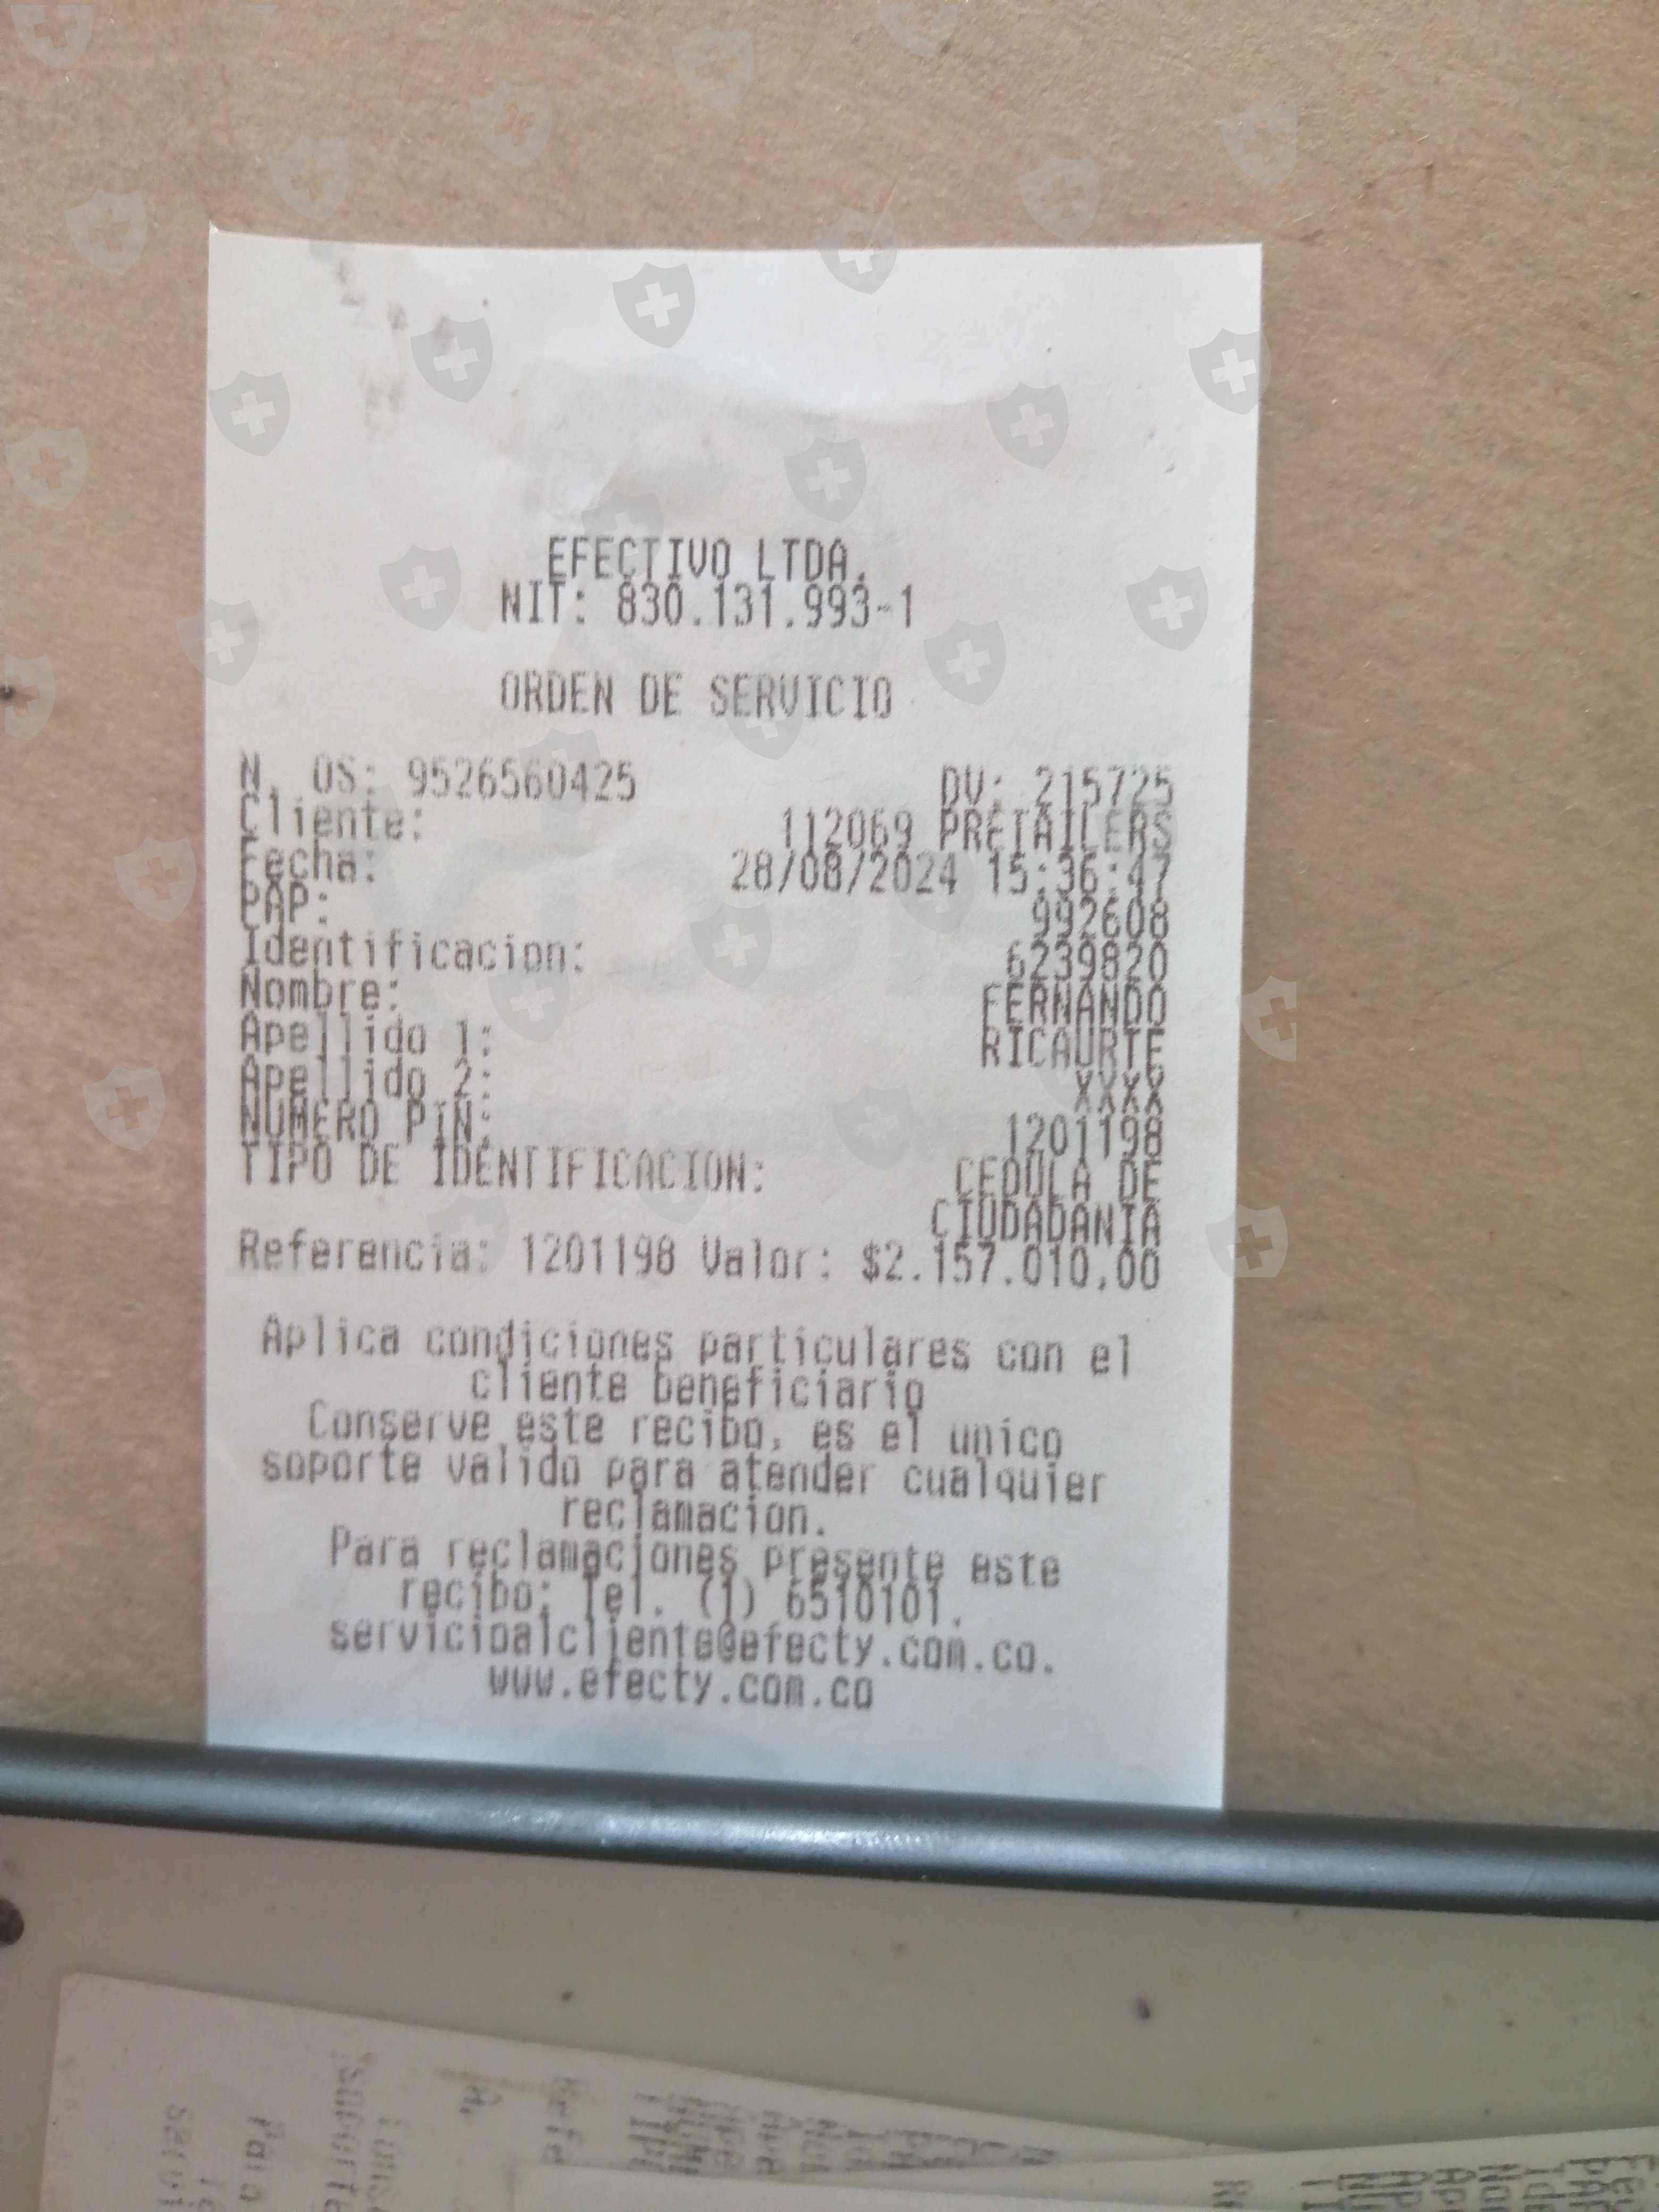 EFECTIVO LTDA.
NIT: 830.131.993-1
ORDEN DE SERVICIO
N. OS: 9526560425 DV: 215725
Cliente: 112069 PRETAILERS
Fecha: 28/08/2024 15:36:47
PAP: 992608
Identificacion: 6239820
Nombre: FERNANDO
Apellido 1: RICAURTE
Apellido 2: XXXX
NUMERO PIN: 1201198
TIPO DE IDENTIFICACION: CEDULA DE
CIUDADANIA
Referencia: 1201198 Valor: $2.157.010,00
Aplica condiciones particulares con el
cliente beneficiario
Conserve este recibo, es el unico
soporte valido para atender cualquier
reclamacion.
Para reclamaciones presente este
recibo: Tel. (1) 6510101.
servicioalcliente@efecty.com.co.
www.efecty.com.co